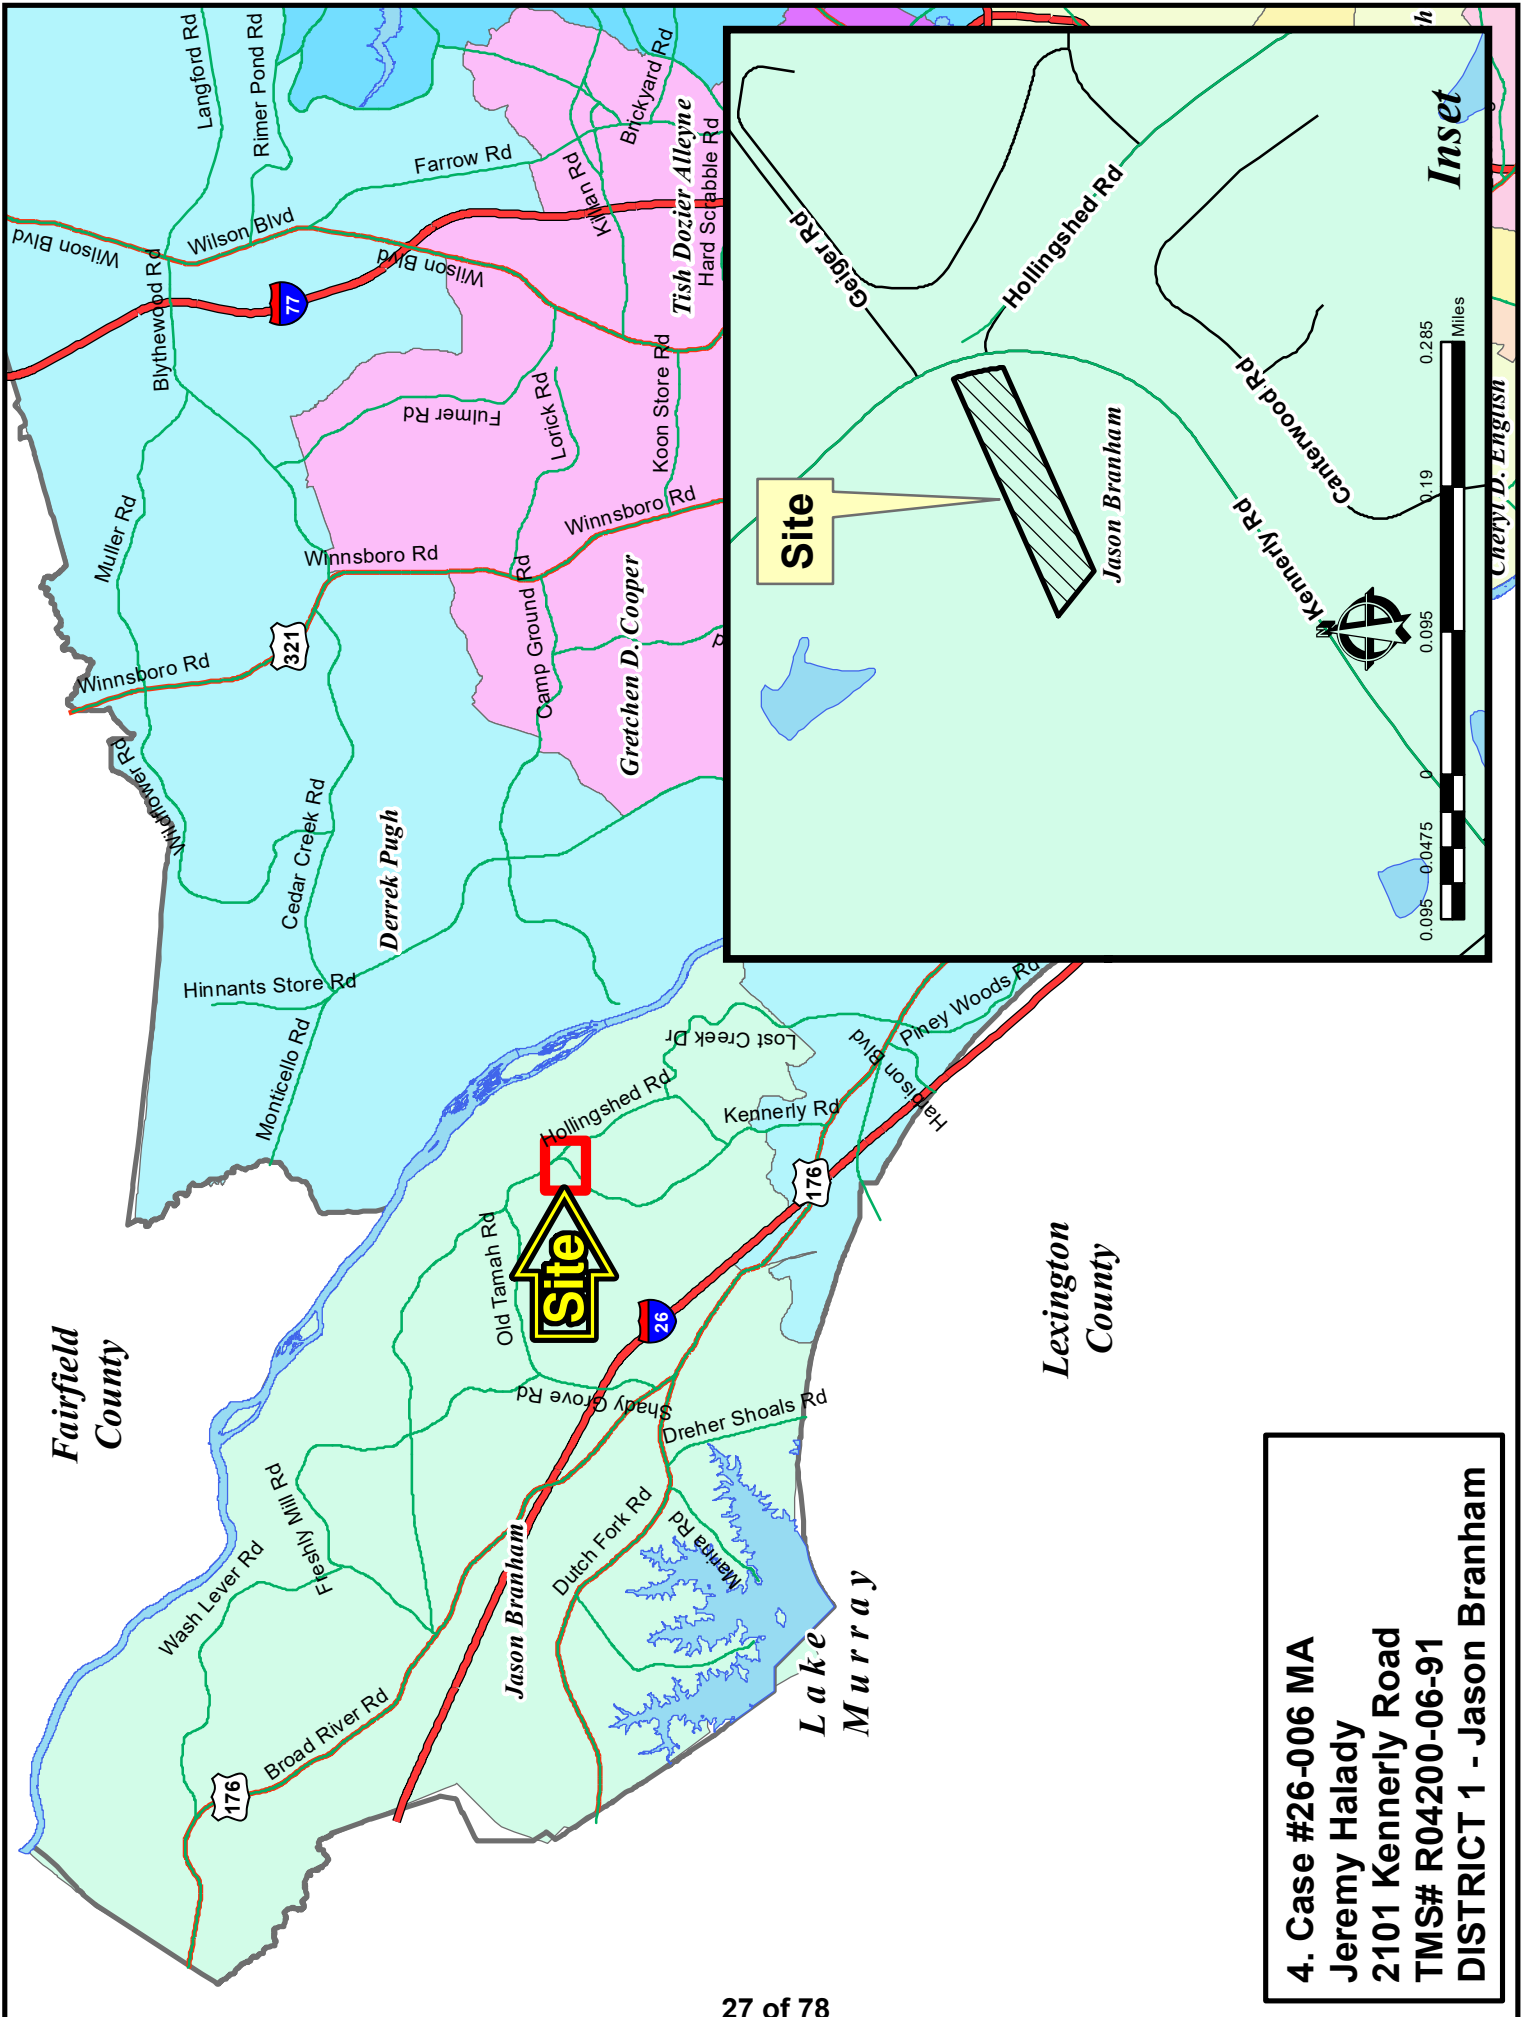 Fairfield
County
Lexington
County
Lake
Murray
Wash Lever Rd
Freshly Mill Rd
Broad River Rd
176
Jason Branham
Dutch Fork Rd
Marina Rd
Dreher Shoals Rd
Shady Grove Rd
Old Tamah Rd
26
Site
Hollingshed Rd
Kennerly Rd
176
Lost Creek Dr
Harbison Blvd
Piney Woods Rd
Monticello Rd
Hinnants Store Rd
Derrek Pugh
Cedar Creek Rd
Wildflower Rd
Winnsboro Rd
321
Muller Rd
Winnsboro Rd
Camp Ground Rd
Gretchen D. Cooper
Winnsboro Rd
Koon Store Rd
Lorick Rd
Fulmer Rd
Blythewood Rd
77
Wilson Blvd
Wilson Blvd
Wilson Blvd
Langford Rd
Rimer Pond Rd
Farrow Rd
Killian Rd
Brickyard Rd
Tish Dozier Alleyne
Hard Scrabble Rd
Cheryl D. English
Inset
Geiger Rd
Hollingshed Rd
Site
Jason Branham
Kennerly Rd
Canterwood Rd
N
0.095 0.0475 0 0.095 0.19 0.285
Miles
4. Case #26-006 MA
Jeremy Halady
2101 Kennerly Road
TMS# R04200-06-91
DISTRICT 1 - Jason Branham
27 of 78